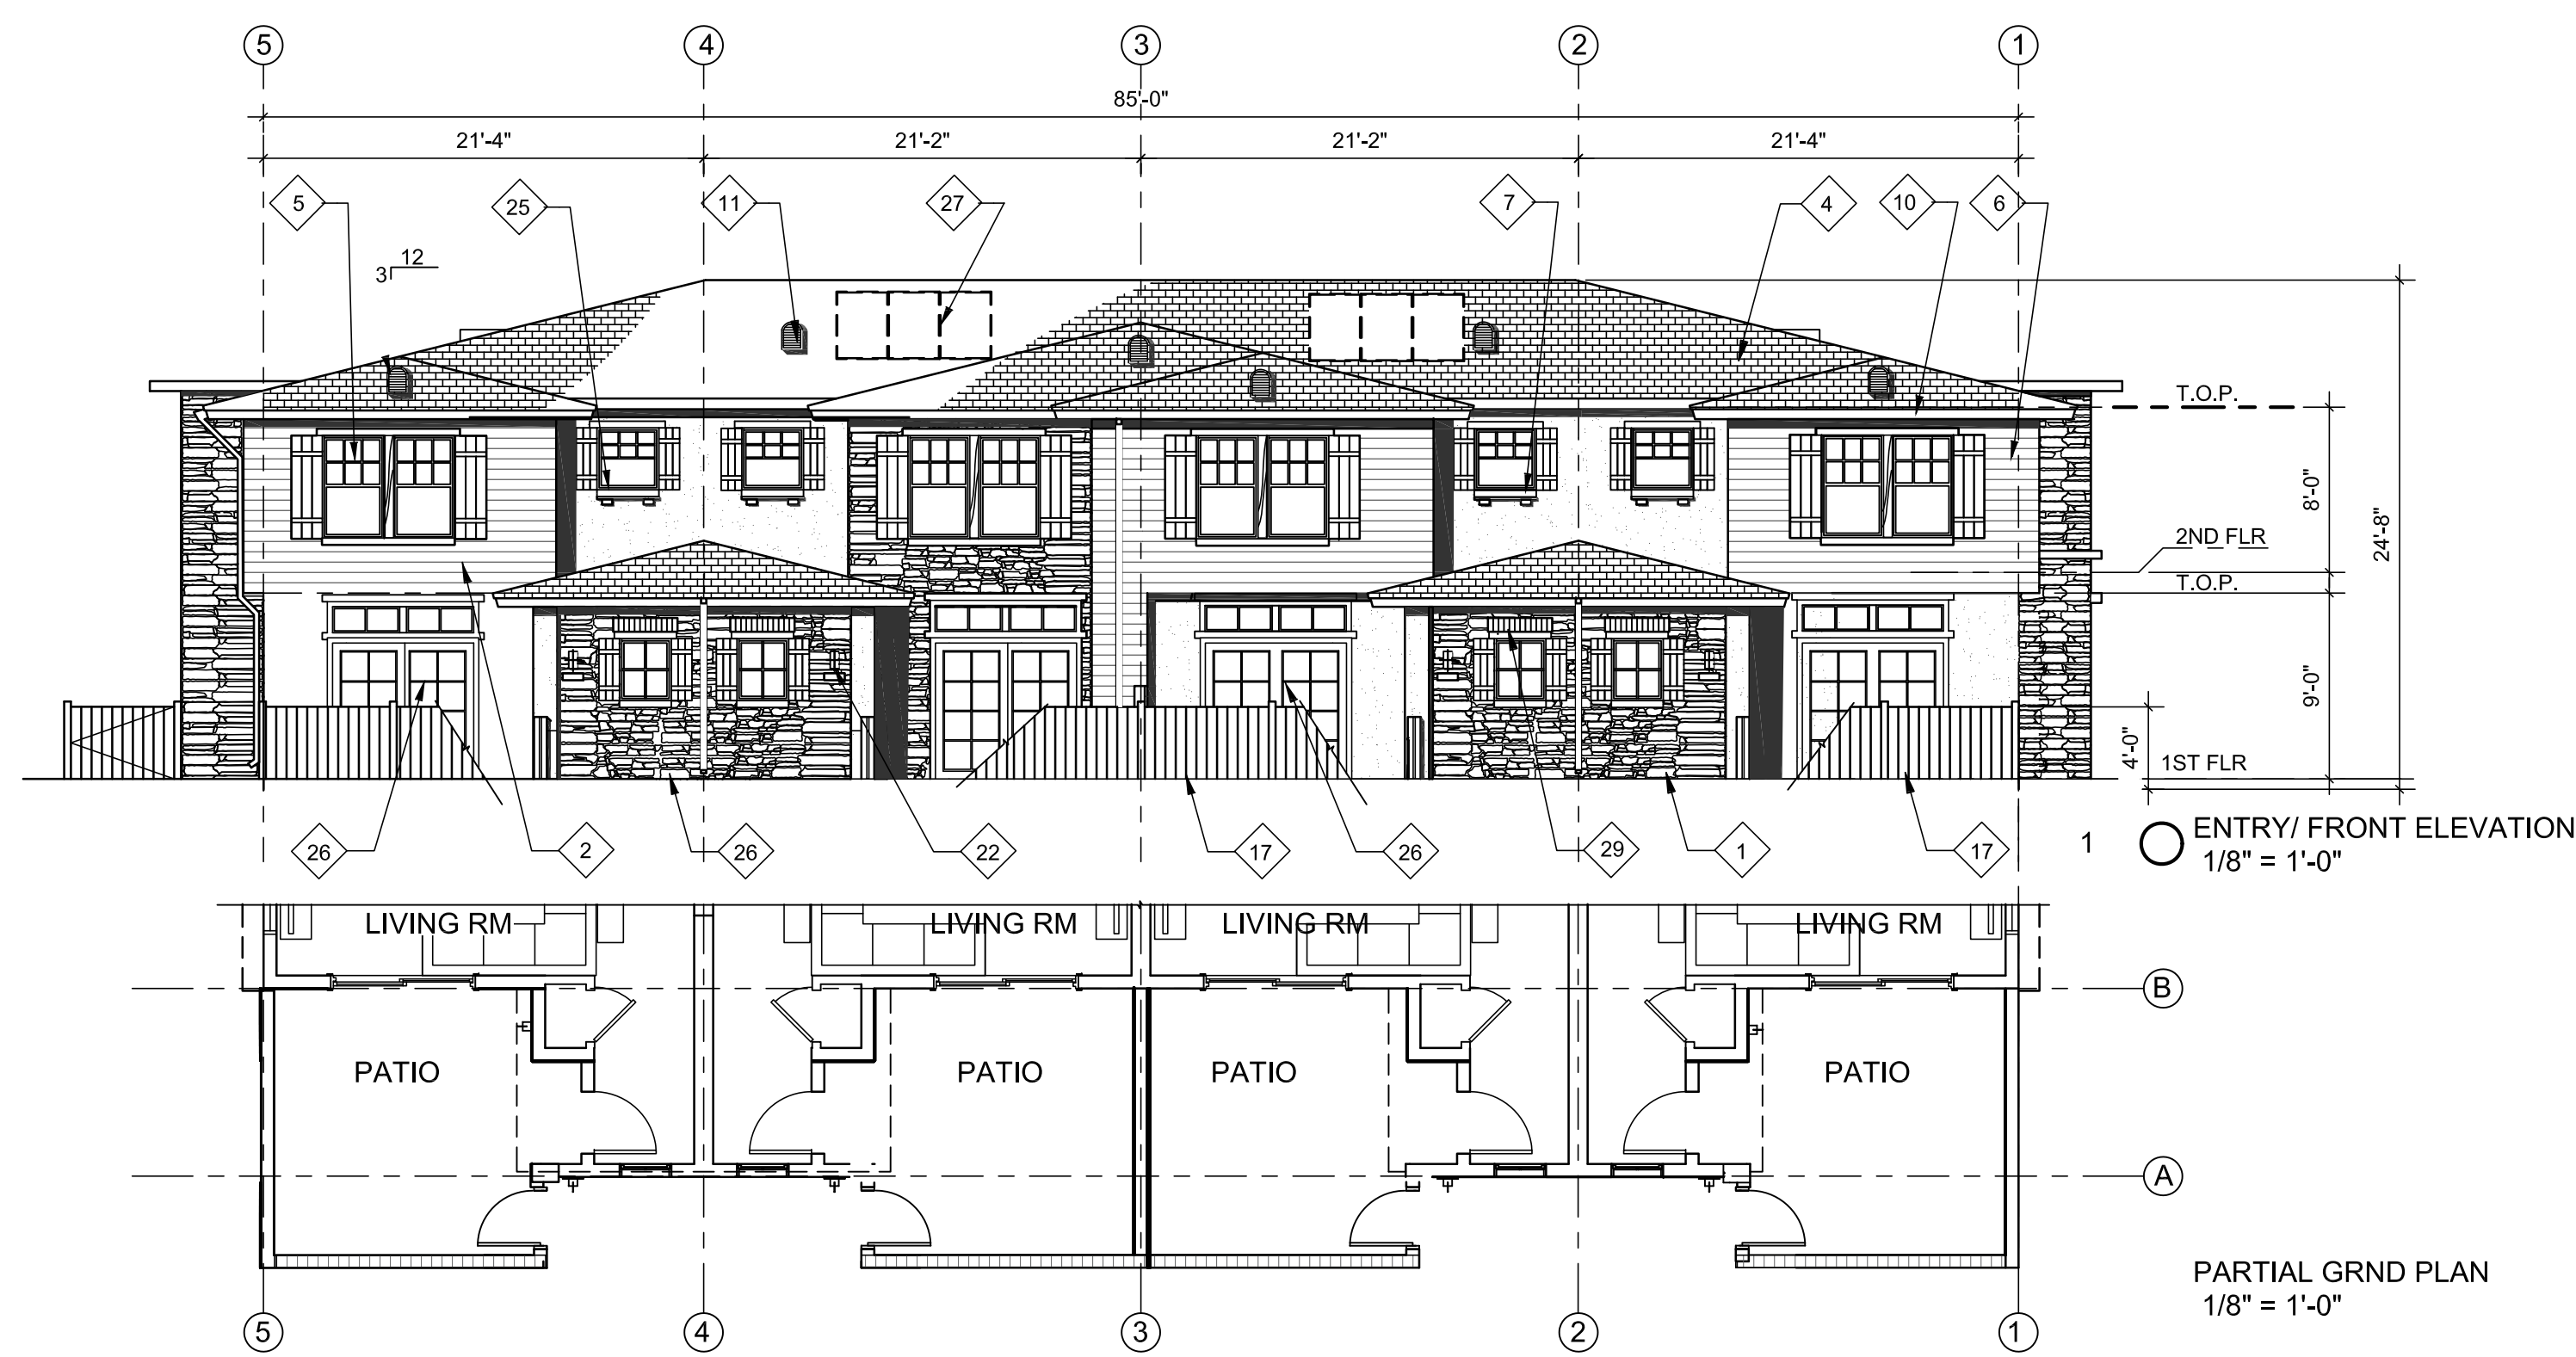 5 4 3 2 1
85'-0"
21'-4" 21'-2" 21'-2" 21'-4"
5 25 11 27 7 4 10 6
12
3
T.O.P.
8'-0"
24'-8"
2ND FLR
T.O.P.
9'-0"
4'-0"
1ST FLR
26 2 26 22 17 26 29 1 17
1 ENTRY/ FRONT ELEVATION
1/8" = 1'-0"
LIVING RM LIVING RM LIVING RM LIVING RM
B
PATIO PATIO PATIO PATIO
A
PARTIAL GRND PLAN
1/8" = 1'-0"
5 4 3 2 1